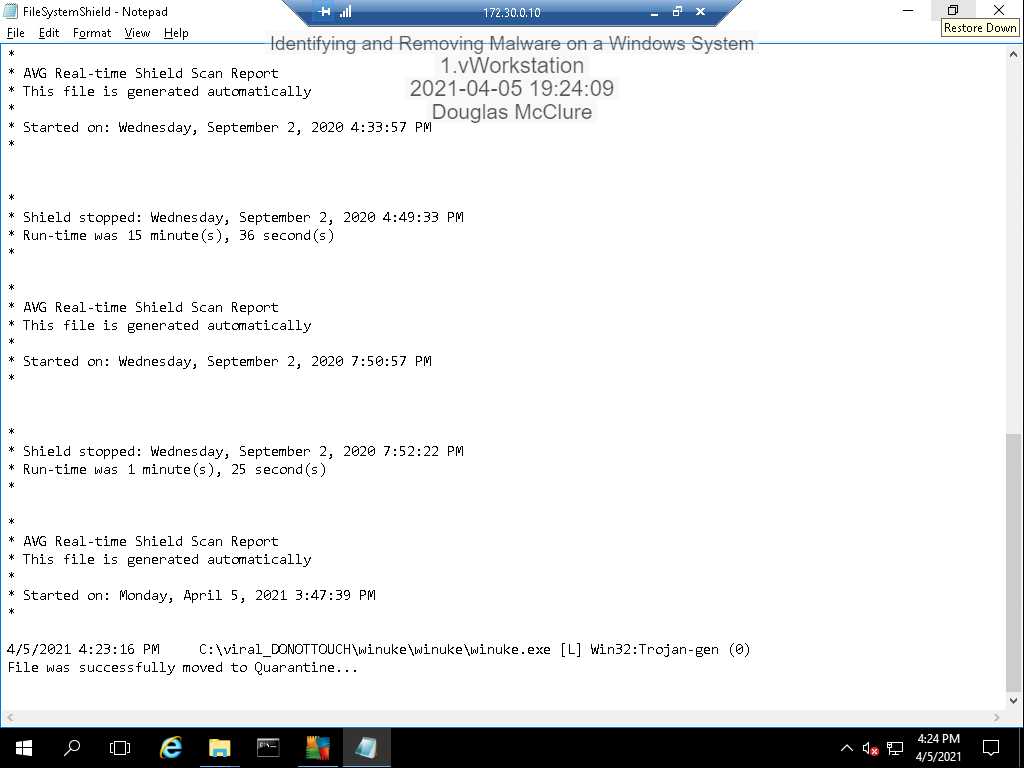 FileSystemShield - Notepad
172.30.0.10
File Edit Format View Help
Restore Down
Identifying and Removing Malware on a Windows System
1.vWorkstation
2021-04-05 19:24:09
Douglas McClure
*
* AVG Real-time Shield Scan Report
* This file is generated automatically
*
* Started on: Wednesday, September 2, 2020 4:33:57 PM
*
*
* Shield stopped: Wednesday, September 2, 2020 4:49:33 PM
* Run-time was 15 minute(s), 36 second(s)
*
*
* AVG Real-time Shield Scan Report
* This file is generated automatically
*
* Started on: Wednesday, September 2, 2020 7:50:57 PM
*
*
* Shield stopped: Wednesday, September 2, 2020 7:52:22 PM
* Run-time was 1 minute(s), 25 second(s)
*
*
* AVG Real-time Shield Scan Report
* This file is generated automatically
*
* Started on: Monday, April 5, 2021 3:47:39 PM
*
4/5/2021 4:23:16 PM C:\viral_DONOTTOUCH\winuke\winuke\winuke.exe [L] Win32:Trojan-gen (0)
File was successfully moved to Quarantine...
4:24 PM
4/5/2021